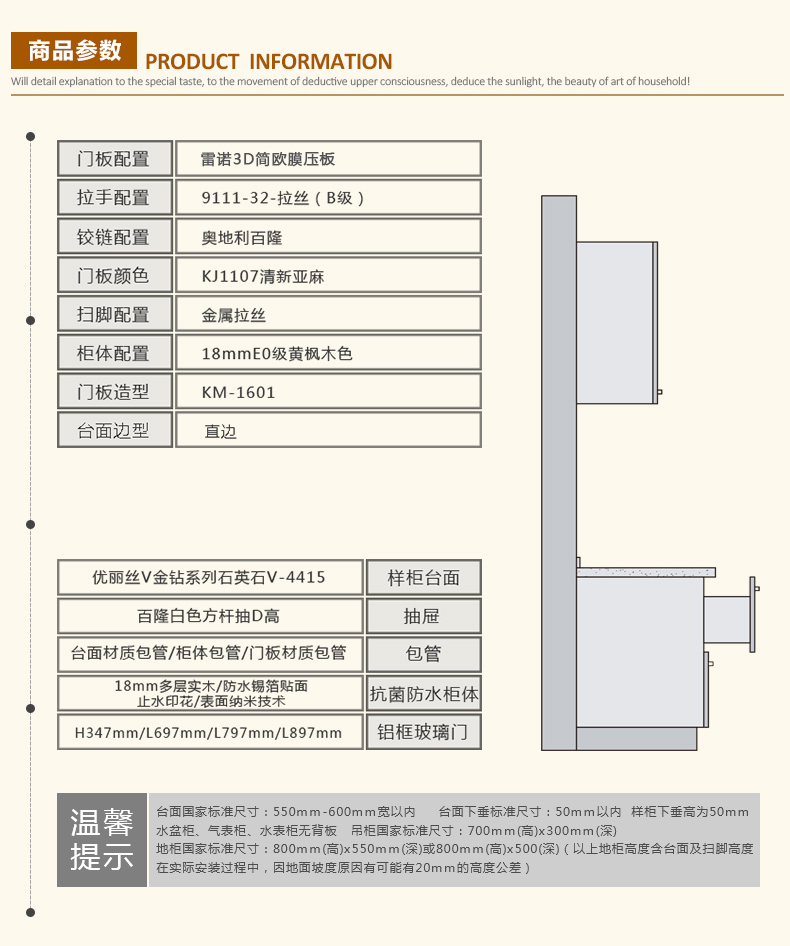 商品参数 PRODUCT INFORMATION
Will detail explanation to the special taste, to the movement of deductive upper consciousness, deduce the sunlight, the beauty of art of household!
门板配置 雷诺3D简欧膜压板
拉手配置 9111-32-拉丝（B级）
铰链配置 奥地利百隆
门板颜色 KJ1107清新亚麻
扫脚配置 金属拉丝
柜体配置 18mmE0级黄枫木色
门板造型 KM-1601
台面边型 直边
优丽丝V金钻系列石英石V-4415 样柜台面
百隆白色方杆抽D高 抽屉
台面材质包管/柜体包管/门板材质包管 包管
18mm多层实木/防水锡箔贴面
止水印花/表面纳米技术 抗菌防水柜体
H347mm/L697mm/L797mm/L897mm 铝框玻璃门
温馨
提示
台面国家标准尺寸：550mm-600mm宽以内 台面下垂标准尺寸：50mm以内 样柜下垂高为50mm
水盆柜、气表柜、水表柜无背板 吊柜国家标准尺寸：700mm(高)x300mm(深)
地柜国家标准尺寸：800mm(高)x550mm(深)或800mm(高)x500(深)（以上地柜高度含台面及扫脚高度
在实际安装过程中，因地面坡度原因有可能有20mm的高度公差）